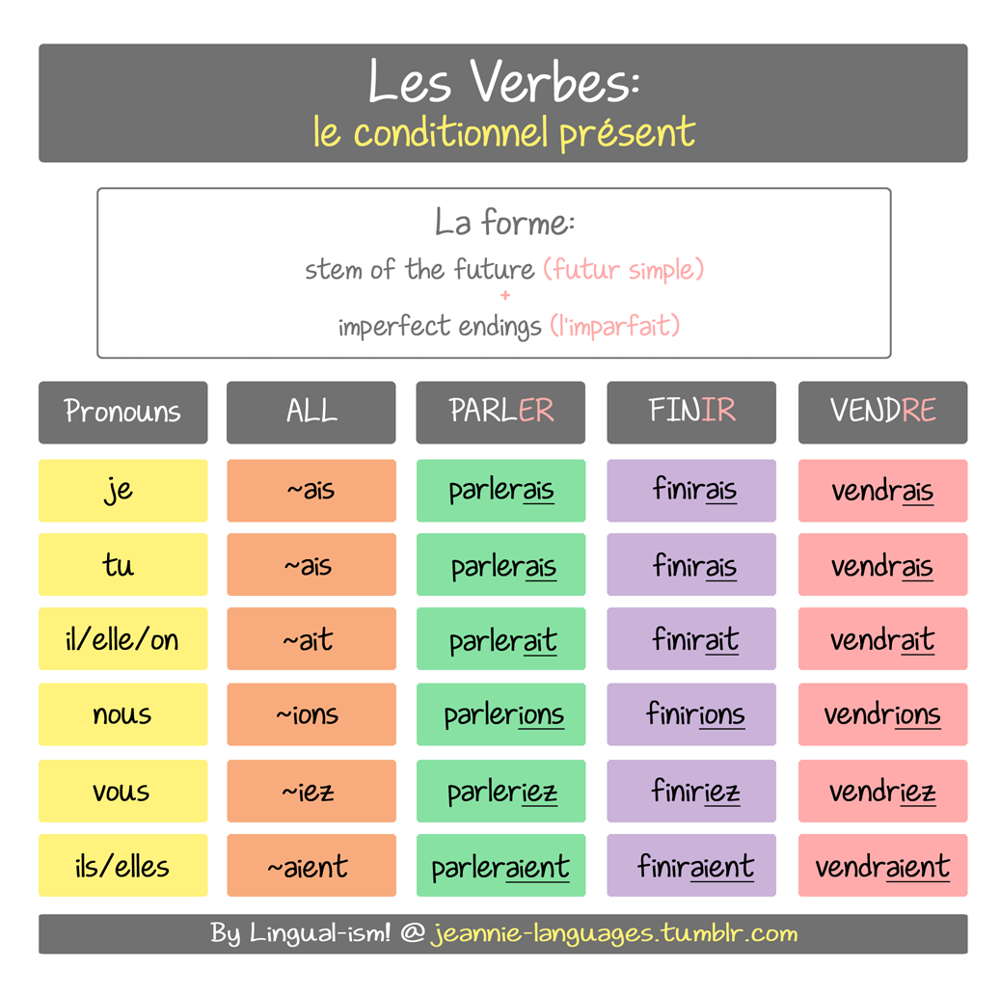 Les Verbes:
le conditionnel présent
La forme:
stem of the future (futur simple)
+
imperfect endings (l'imparfait)
Pronouns ALL PARLER FINIR VENDRE
je ~ais parlerais finirais vendrais
tu ~ais parlerais finirais vendrais
il/elle/on ~ait parlerait finirait vendrait
nous ~ions parlerions finirions vendrions
vous ~iez parleriez finiriez vendriez
ils/elles ~aient parleraient finiraient vendraient
By Lingual-ism! @ jeannie-languages.tumblr.com